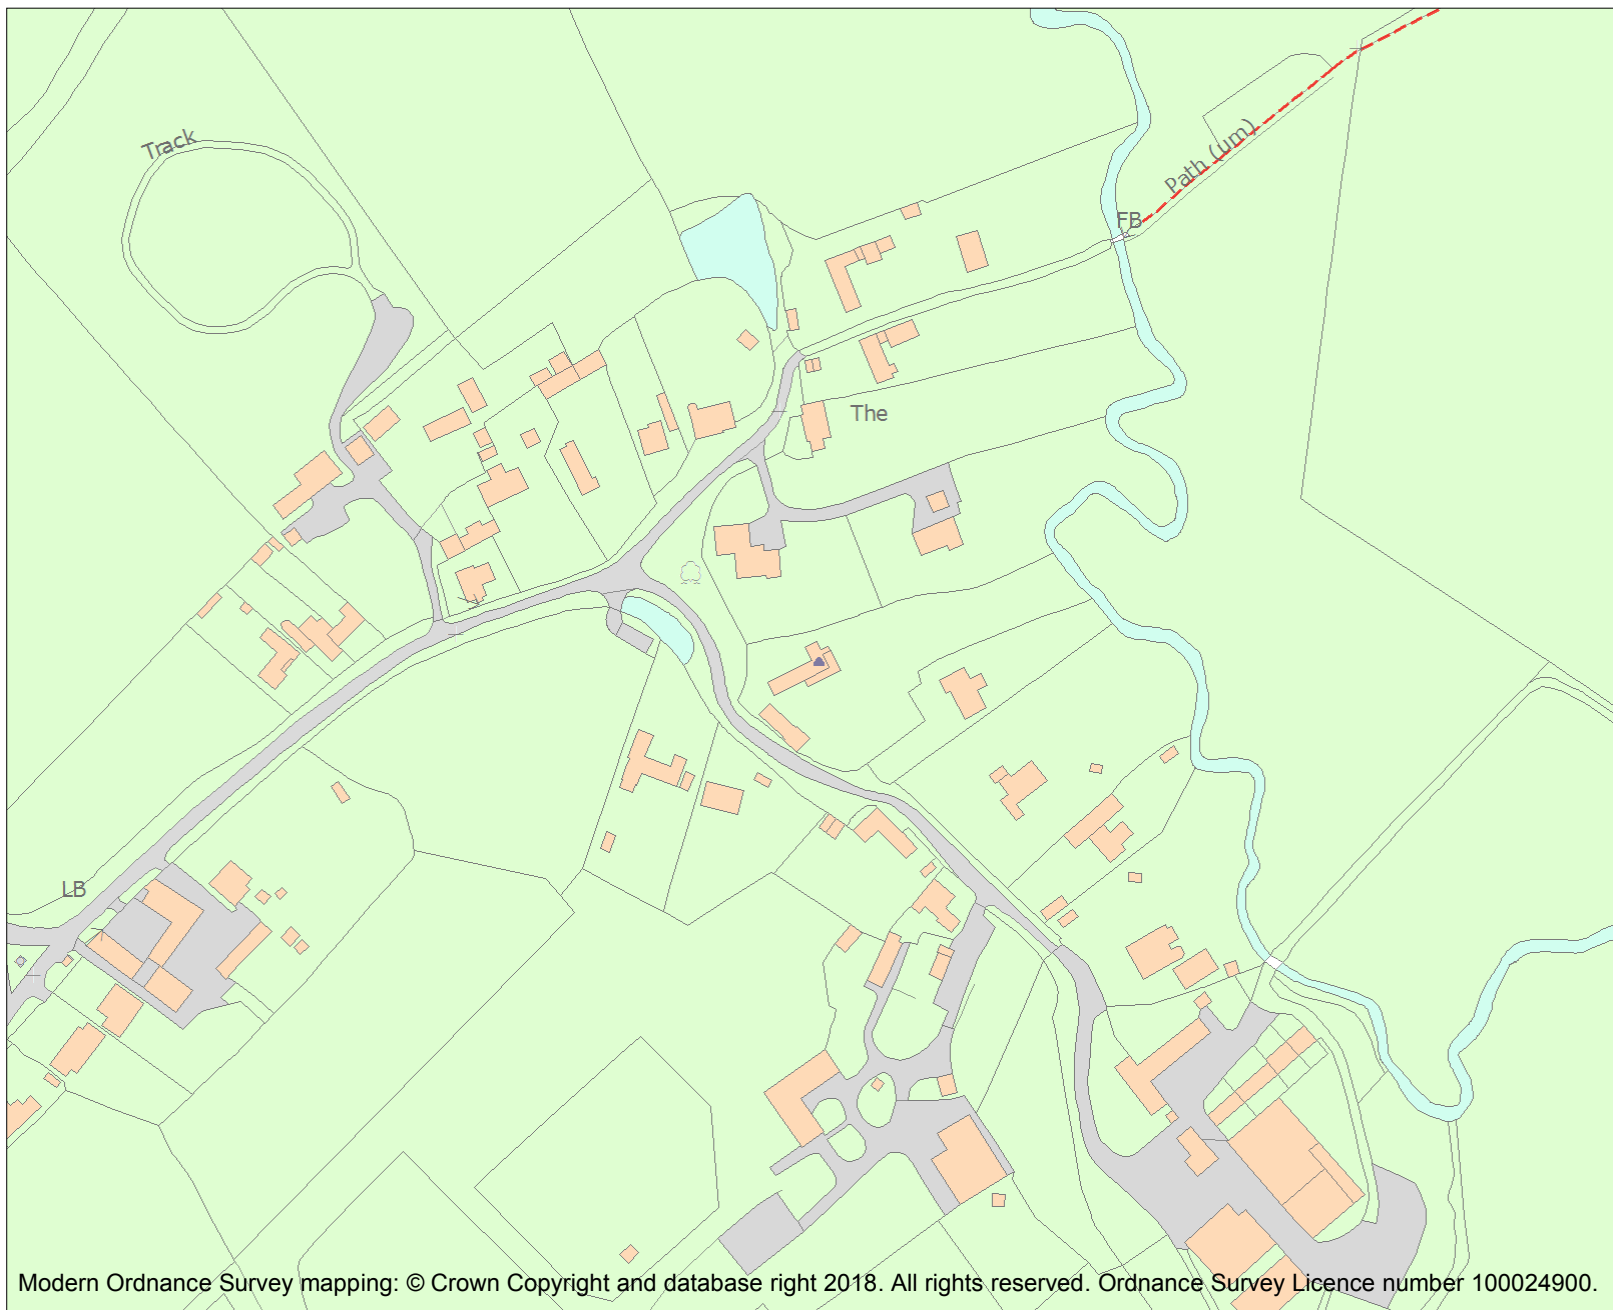 Track
Path (um)
FB
The
LB
Modern Ordnance Survey mapping: © Crown Copyright and database right 2018. All rights reserved. Ordnance Survey Licence number 100024900.